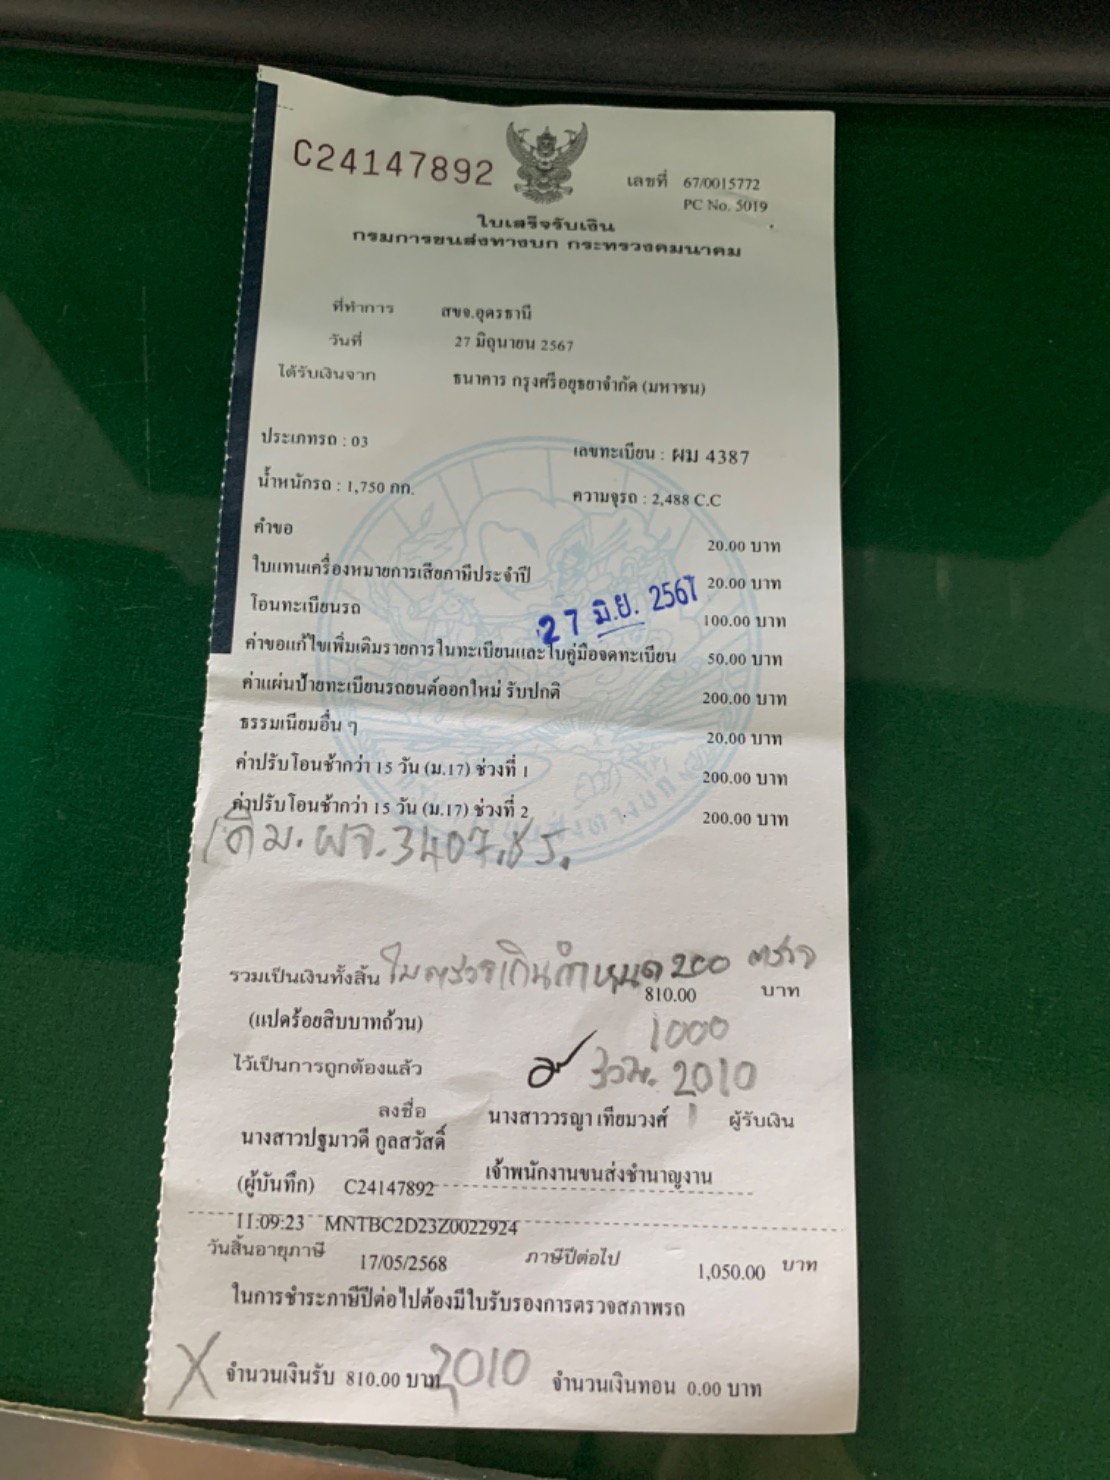 C24147892
เลขที่ 67/0015772
PC No. 5019
ใบเสร็จรับเงิน
กรมการขนส่งทางบก กระทรวงคมนาคม
ที่ทำการ สขจ.อุดรธานี
วันที่ 27 มิถุนายน 2567
ได้รับเงินจาก ธนาคาร กรุงศรีอยุธยาจำกัด (มหาชน)
ประเภทรถ : 03 เลขทะเบียน : ผม 4387
น้ำหนักรถ : 1,750 กก. ความจุรถ : 2,488 C.C
คำขอ 20.00 บาท
ใบแทนเครื่องหมายการเสียภาษีประจำปี 20.00 บาท
27 มิ.ย. 2567
โอนทะเบียนรถ 100.00 บาท
ค่าขอแก้ไขเพิ่มเติมรายการในทะเบียนและใบคู่มือจดทะเบียน 50.00 บาท
ค่าแผ่นป้ายทะเบียนรถยนต์ออกใหม่ รับปกติ 200.00 บาท
ธรรมเนียมอื่น ๆ 20.00 บาท
ค่าปรับโอนช้ากว่า 15 วัน (ม.17) ช่วงที่ 1 200.00 บาท
ค่าปรับโอนช้ากว่า 15 วัน (ม.17) ช่วงที่ 2 200.00 บาท
เดิม. ผจ. 3407.ชร.
ใบตรวจเกินกำหนด 200 ตรวจ
รวมเป็นเงินทั้งสิ้น 810.00 บาท
(แปดร้อยสิบบาทถ้วน) 1000
ไว้เป็นการถูกต้องแล้ว รวม. 2010
ลงชื่อ นางสาววรญา เทียมวงศ์ ผู้รับเงิน
นางสาวปฐมาวดี กูลสวัสดิ์
เจ้าพนักงานขนส่งชำนาญงาน
(ผู้บันทึก) C24147892
11:09:23 MNTBC2D23Z0022924
วันสิ้นอายุภาษี 17/05/2568 ภาษีปีต่อไป 1,050.00 บาท
ในการชำระภาษีปีต่อไปต้องมีใบรับรองการตรวจสภาพรถ
X จำนวนเงินรับ 810.00 บาท 2010 จำนวนเงินทอน 0.00 บาท